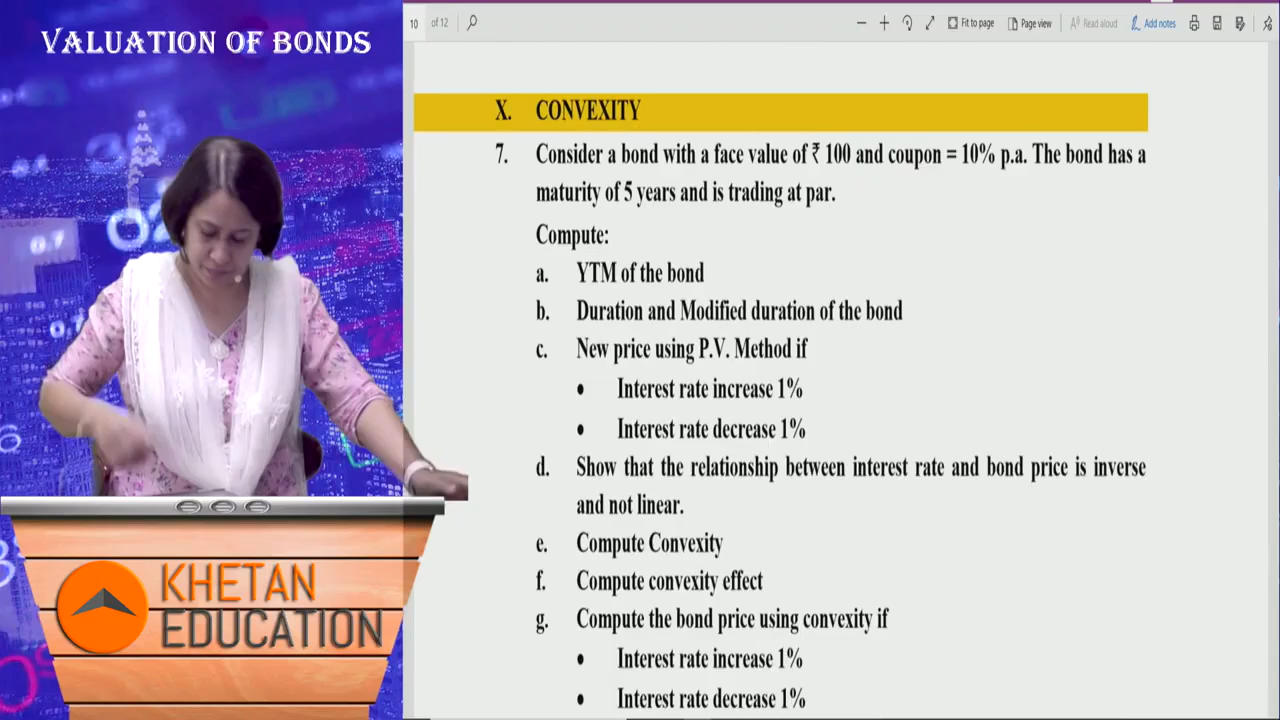 VALUATION OF BONDS
10 of 12
Fit to page
Page view
Read aloud
Add notes
X. CONVEXITY
7. Consider a bond with a face value of ₹ 100 and coupon = 10% p.a. The bond has a
maturity of 5 years and is trading at par.
Compute:
a. YTM of the bond
b. Duration and Modified duration of the bond
c. New price using P.V. Method if
• Interest rate increase 1%
• Interest rate decrease 1%
d. Show that the relationship between interest rate and bond price is inverse
and not linear.
e. Compute Convexity
f. Compute convexity effect
g. Compute the bond price using convexity if
• Interest rate increase 1%
• Interest rate decrease 1%
KHETAN
EDUCATION